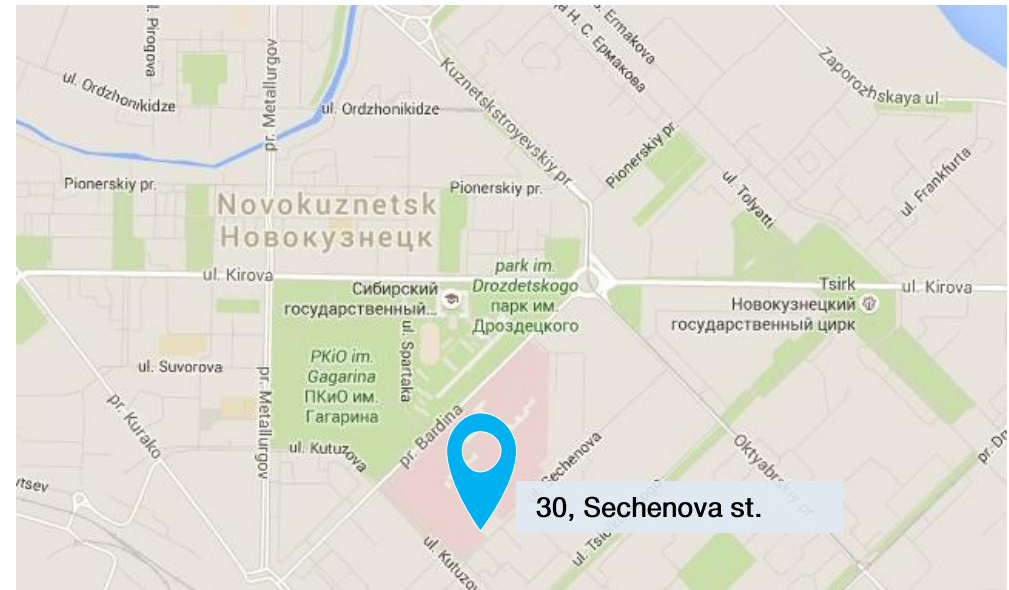 ul. Pirogova
pr. Metallurgov
ul. Ordzhonikidze
ul. Ordzhonikidze
Kuznetskstroyevskiy pr.
Ermakova
Н. С. Ермакова
Zaporozhskaya ul.
Pionerskiy pr.
Pionerskiy pr.
Pionerskiy pr.
ul. Tolyatti
ul. Frankfurta
Novokuznetsk
Новокузнецк
ul. Kirova
park im.
Drozdetskogo
парк им.
Дроздецкого
Сибирский
государственный...
Tsirk
Новокузнецкий
государственный цирк
ul. Kirova
ul. Suvorova
PKiO im.
Gagarina
ПКиО им.
Гагарина
ul. Spartaka
pr. Metallurgov
pr. Kurako
ul. Kutuzova
pr. Bardina
Sechenova
Oktyabrskiy pr.
30, Sechenova st.
ul.
ul. Kutuzov